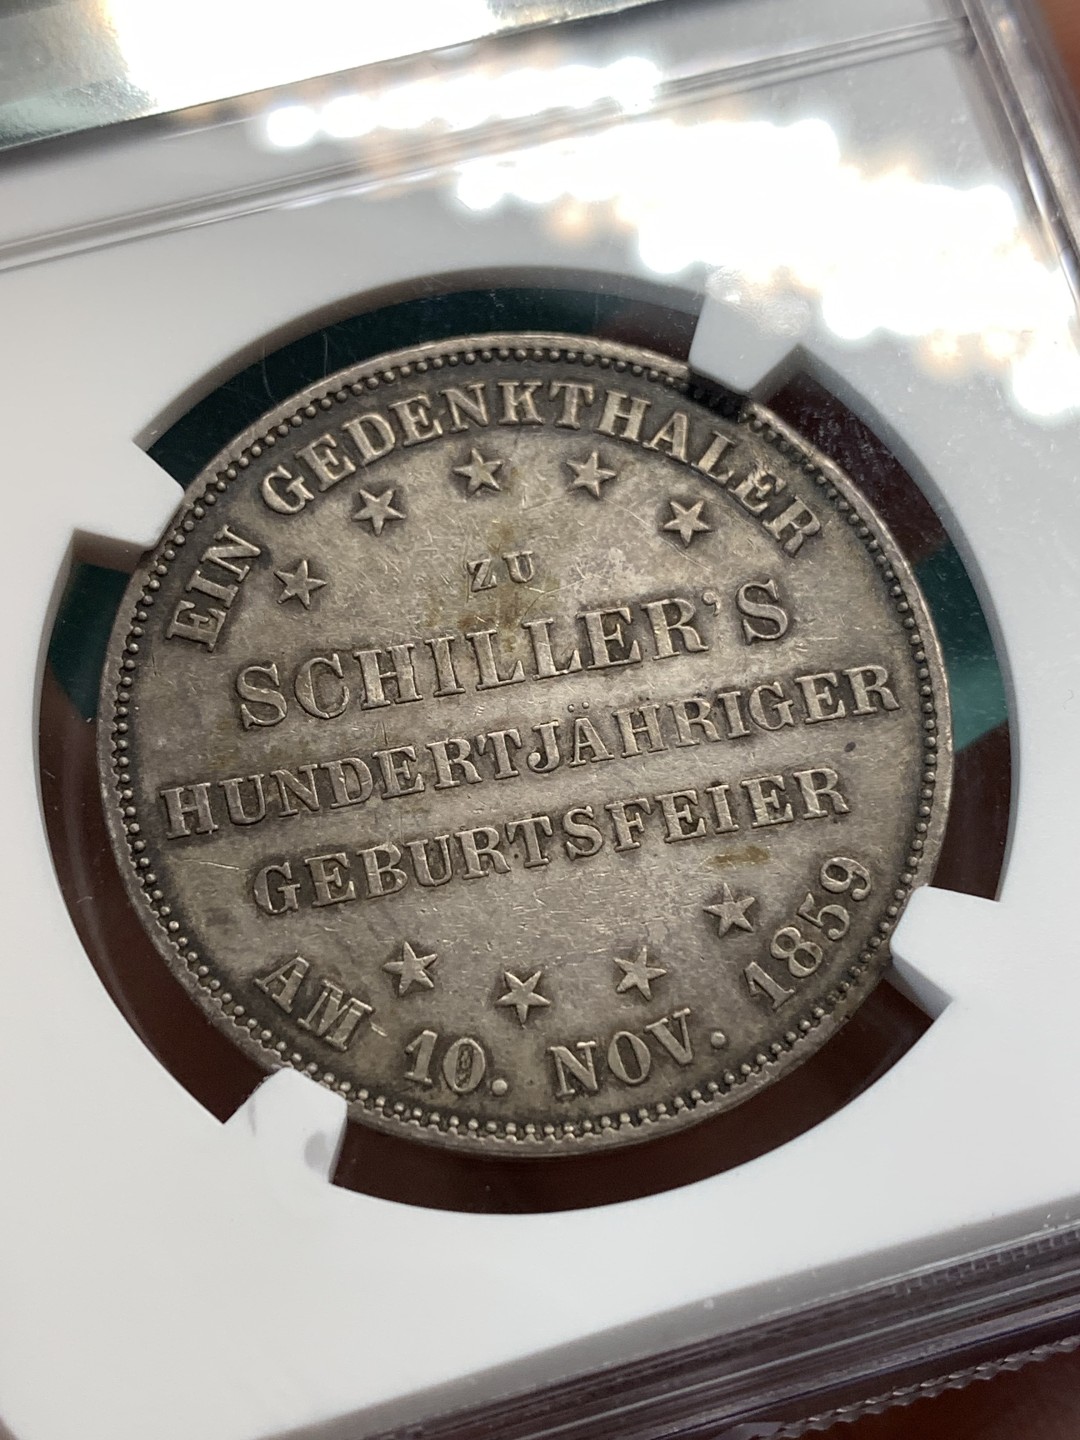 EIN GEDENKTHALER
ZU
SCHILLER'S
HUNDERTJÄHRIGER
GEBURTSFEIER
AM 10. NOV. 1859